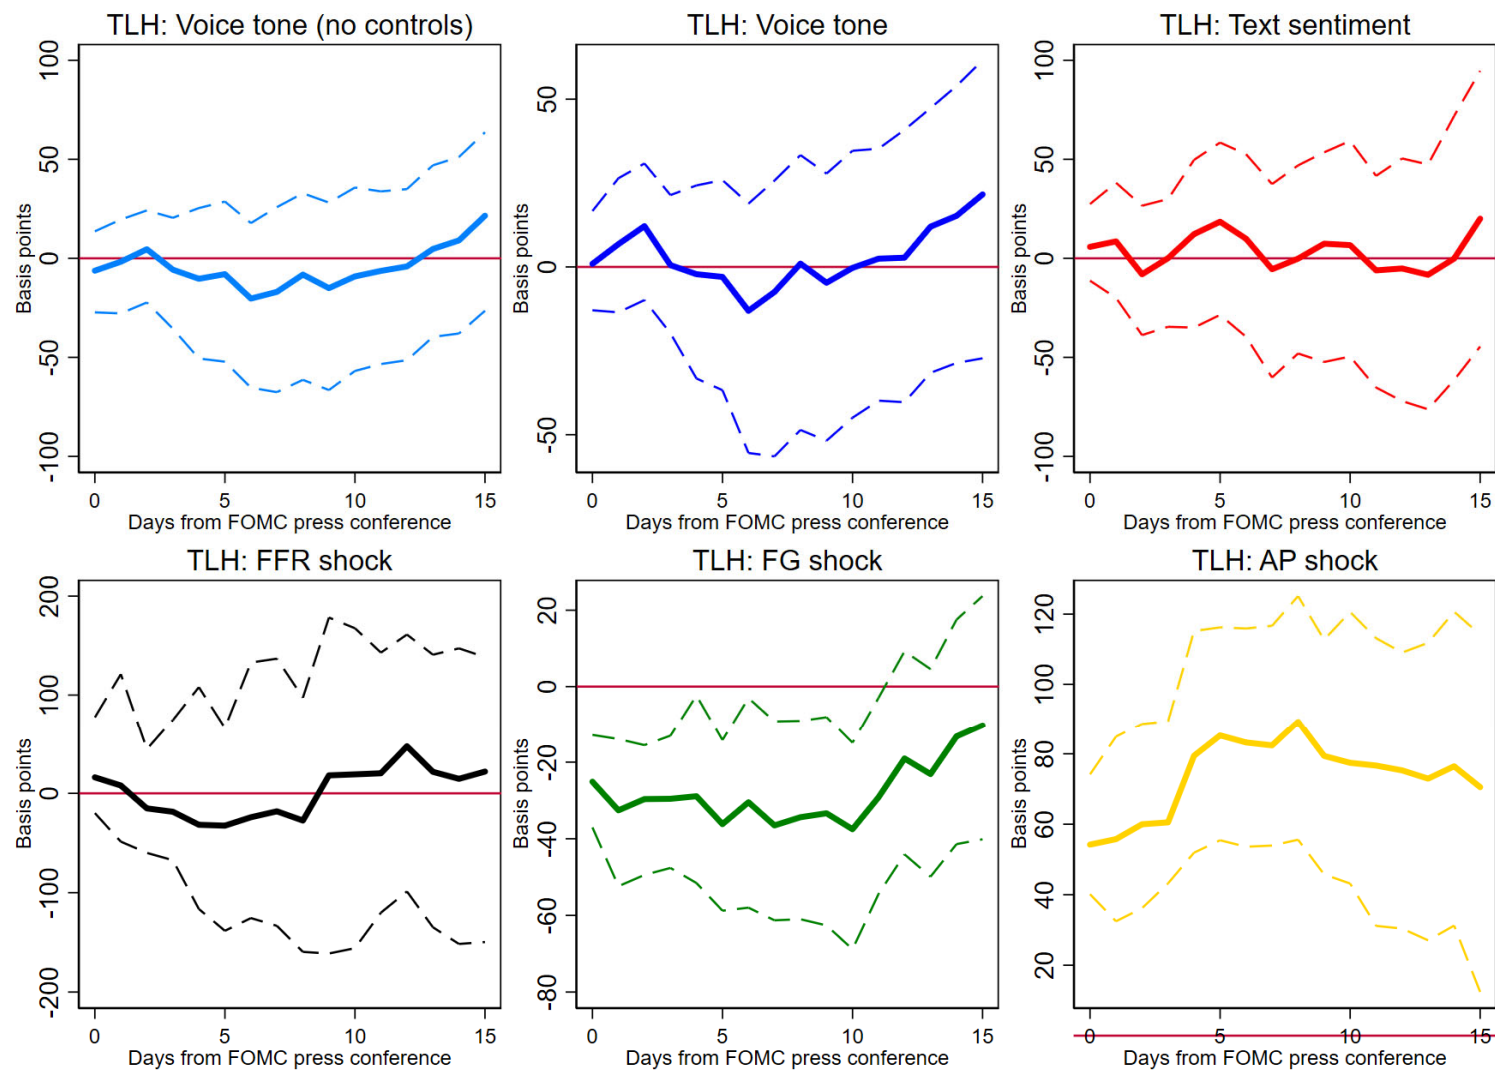 TLH: Voice tone (no controls)
Basis points
100
50
0
-50
-100
0 5 10 15
Days from FOMC press conference
TLH: Voice tone
Basis points
50
0
-50
0 5 10 15
Days from FOMC press conference
TLH: Text sentiment
Basis points
100
50
0
-50
-100
0 5 10 15
Days from FOMC press conference
TLH: FFR shock
Basis points
200
100
0
-100
-200
0 5 10 15
Days from FOMC press conference
TLH: FG shock
Basis points
20
0
-20
-40
-60
-80
0 5 10 15
Days from FOMC press conference
TLH: AP shock
Basis points
120
100
80
60
40
20
0 5 10 15
Days from FOMC press conference